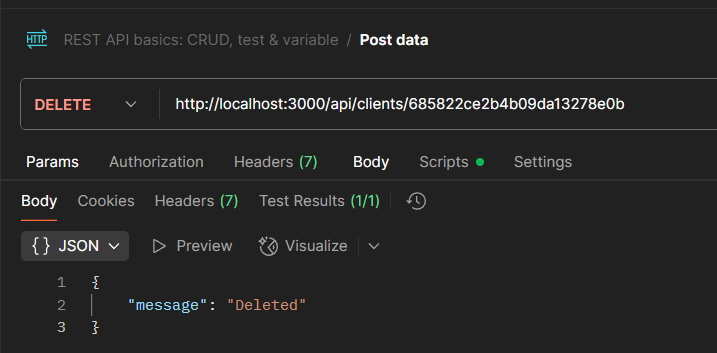 HTTP REST API basics: CRUD, test & variable / Post data
DELETE http://localhost:3000/api/clients/685822ce2b4b09da13278e0b
Params Authorization Headers (7) Body Scripts Settings
Body Cookies Headers (7) Test Results (1/1)
{} JSON Preview Visualize
1 {
2 "message": "Deleted"
3 }